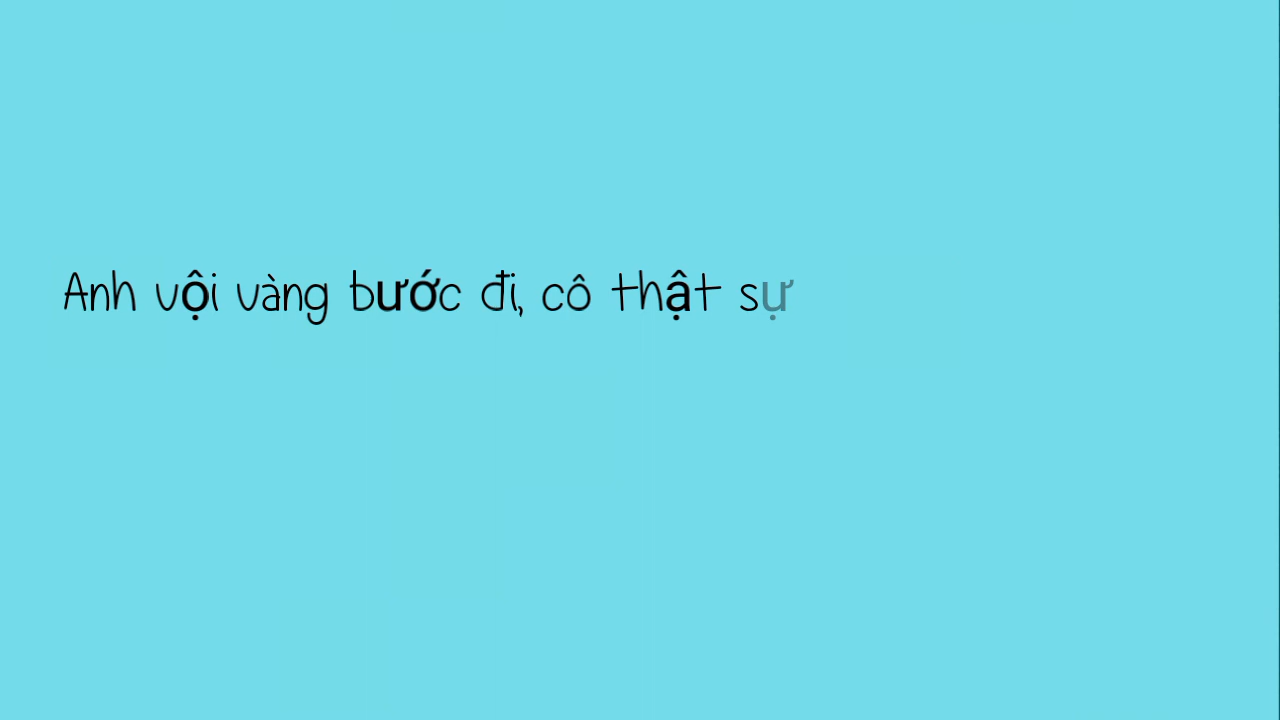 Anh vội vàng bước đi, cô thật sự